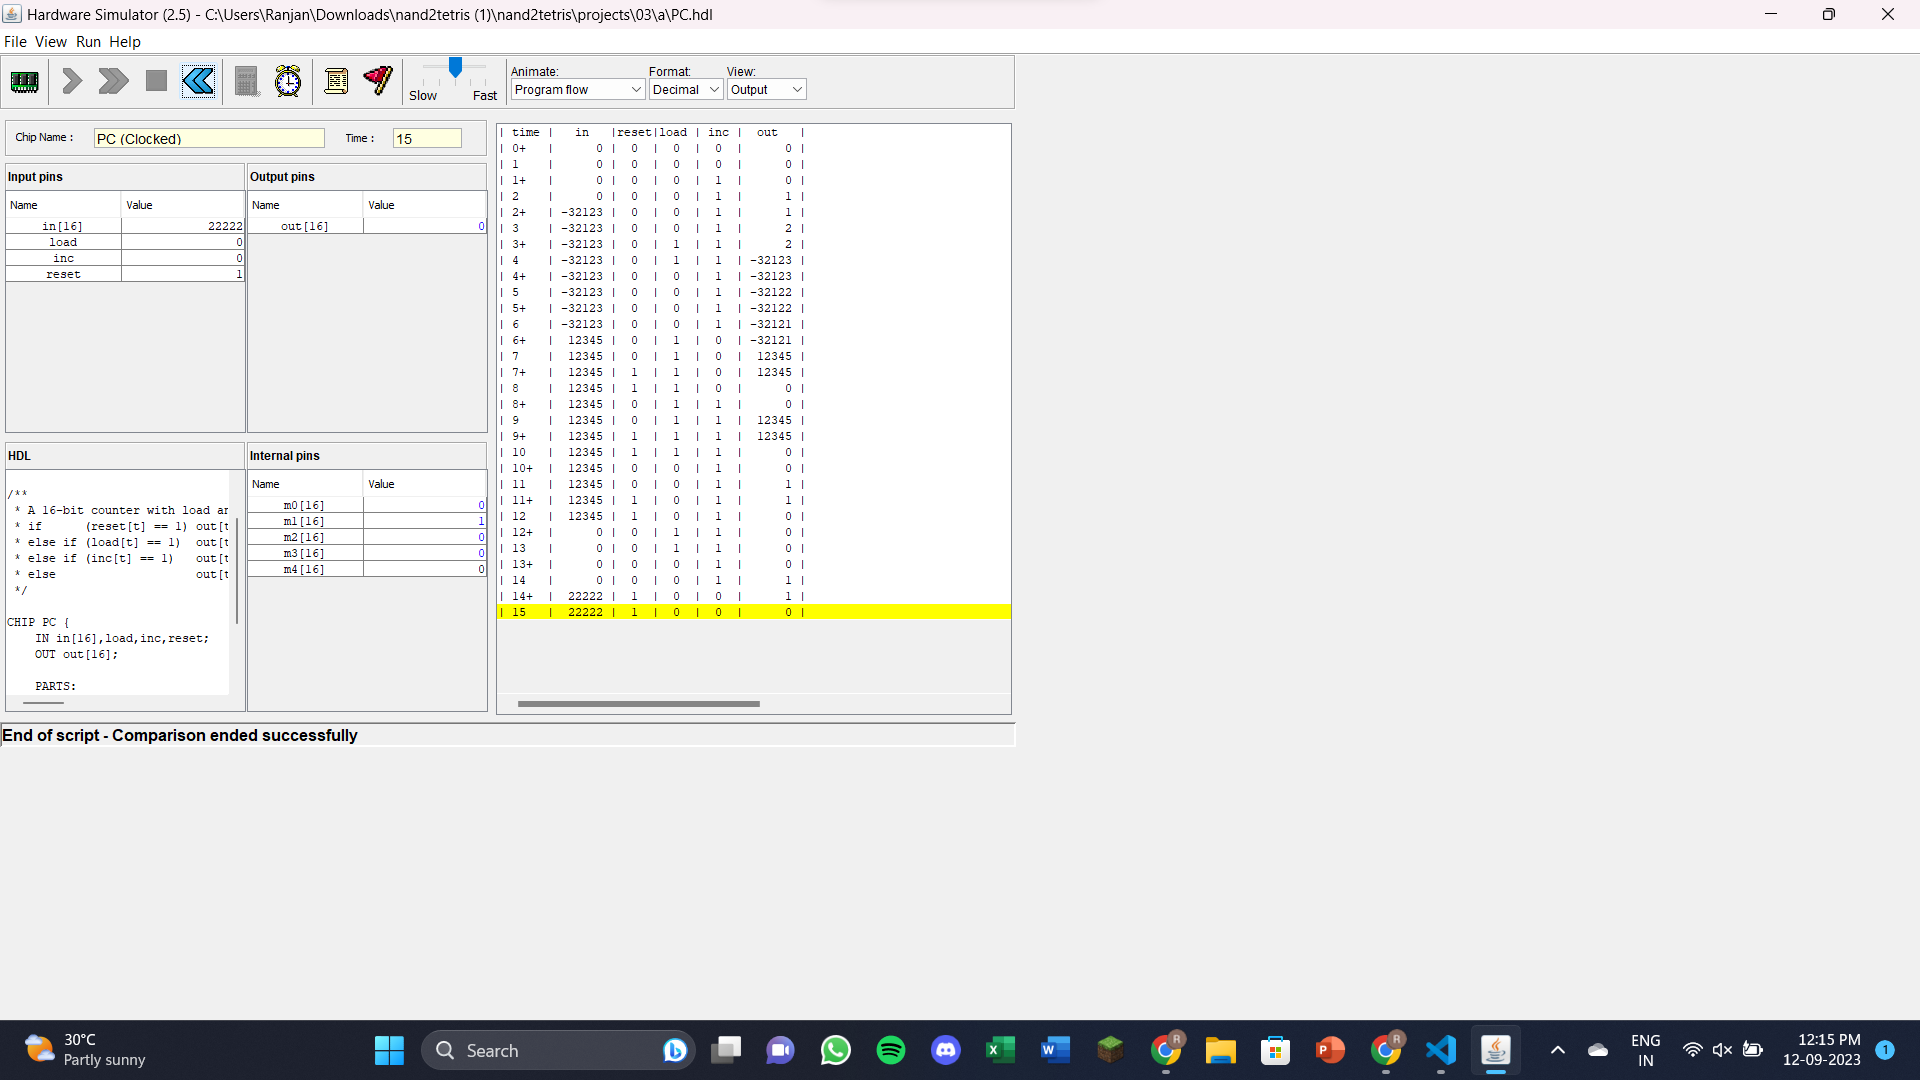 Hardware Simulator (2.5) - C:\Users\Ranjan\Downloads\nand2tetris (1)\nand2tetris\projects\03\a\PC.hdl
File View Run Help
Slow Fast
Animate: Format: View:
Program flow Decimal Output
Chip Name : PC (Clocked) Time : 15
Input pins
Name Value
in[16] 22222
load 0
inc 0
reset 1
Output pins
Name Value
out[16] 0
HDL
/**
* A 16-bit counter with load an
* if (reset[t] == 1) out[t
* else if (load[t] == 1) out[t
* else if (inc[t] == 1) out[t
* else out[t
*/
CHIP PC {
IN in[16],load,inc,reset;
OUT out[16];
PARTS:
Internal pins
Name Value
m0[16] 0
m1[16] 1
m2[16] 0
m3[16] 0
m4[16] 0
| time | in |reset|load | inc | out |
| 0+ | 0 | 0 | 0 | 0 | 0 |
| 1 | 0 | 0 | 0 | 0 | 0 |
| 1+ | 0 | 0 | 0 | 1 | 0 |
| 2 | 0 | 0 | 0 | 1 | 1 |
| 2+ | -32123 | 0 | 0 | 1 | 1 |
| 3 | -32123 | 0 | 0 | 1 | 2 |
| 3+ | -32123 | 0 | 1 | 1 | 2 |
| 4 | -32123 | 0 | 1 | 1 | -32123 |
| 4+ | -32123 | 0 | 0 | 1 | -32123 |
| 5 | -32123 | 0 | 0 | 1 | -32122 |
| 5+ | -32123 | 0 | 0 | 1 | -32122 |
| 6 | -32123 | 0 | 0 | 1 | -32121 |
| 6+ | 12345 | 0 | 1 | 0 | -32121 |
| 7 | 12345 | 0 | 1 | 0 | 12345 |
| 7+ | 12345 | 1 | 1 | 0 | 12345 |
| 8 | 12345 | 1 | 1 | 0 | 0 |
| 8+ | 12345 | 0 | 1 | 1 | 0 |
| 9 | 12345 | 0 | 1 | 1 | 12345 |
| 9+ | 12345 | 1 | 1 | 1 | 12345 |
| 10 | 12345 | 1 | 1 | 1 | 0 |
| 10+ | 12345 | 0 | 0 | 1 | 0 |
| 11 | 12345 | 0 | 0 | 1 | 1 |
| 11+ | 12345 | 1 | 0 | 1 | 1 |
| 12 | 12345 | 1 | 0 | 1 | 0 |
| 12+ | 0 | 0 | 1 | 1 | 0 |
| 13 | 0 | 0 | 1 | 1 | 0 |
| 13+ | 0 | 0 | 0 | 1 | 0 |
| 14 | 0 | 0 | 0 | 1 | 1 |
| 14+ | 22222 | 1 | 0 | 0 | 1 |
| 15 | 22222 | 1 | 0 | 0 | 0 |
End of script - Comparison ended successfully
30°C
Partly sunny
Search
R
R
ENG
IN
12:15 PM
12-09-2023
1